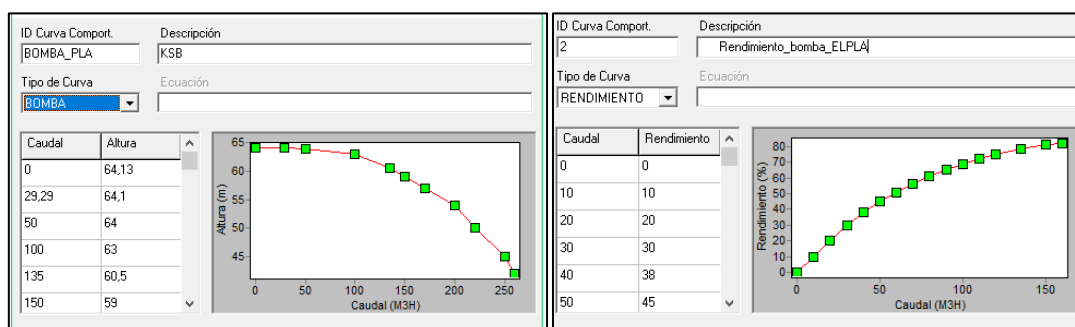 ID Curva Comport. Descripción
BOMBA_PLA KSB
Tipo de Curva Ecuación
BOMBA
Caudal Altura
0 64,13
29,29 64,1
50 64
100 63
135 60,5
150 59
65
60
55
50
45
Altura (m)
0 50 100 150 200 250
Caudal (M3H)
ID Curva Comport. Descripción
2 Rendimiento_bomba_ELPLA
Tipo de Curva Ecuación
RENDIMIENTO
Caudal Rendimiento
0 0
10 10
20 20
30 30
40 38
50 45
80
70
60
50
40
30
20
10
0
Rendimiento (%)
0 50 100 150
Caudal (M3H)